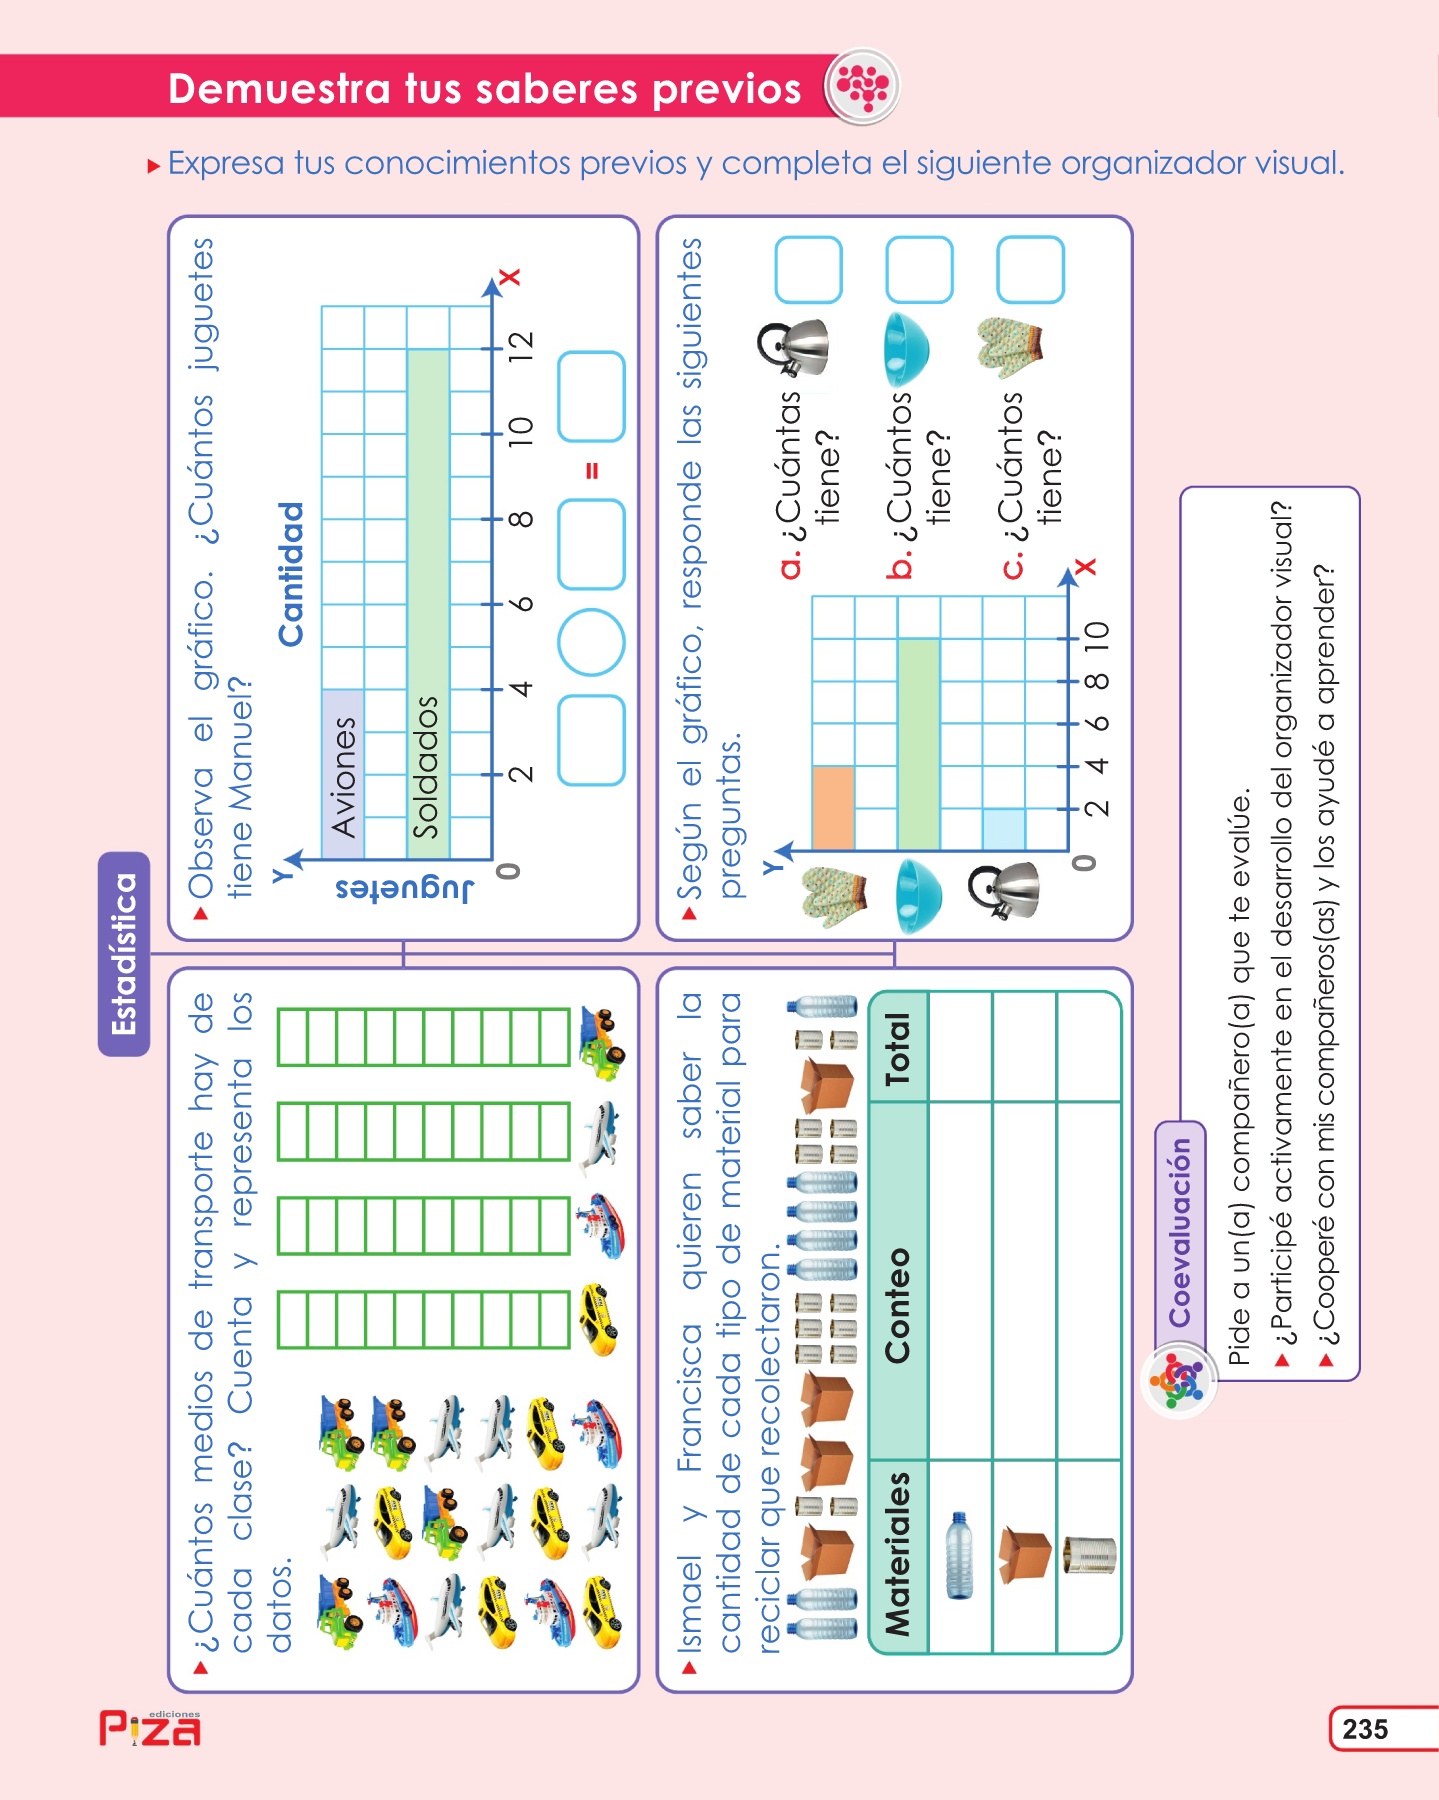 Demuestra tus saberes previos
Expresa tus conocimientos previos y completa el siguiente organizador visual.
Estadística
¿Cuántos medios de transporte hay de
cada clase? Cuenta y representa los
datos.
Observa el gráfico. ¿Cuántos juguetes
tiene Manuel?
Cantidad
Y
Juguetes
Aviones
Soldados
0
2
4
6
8
10
12
X
=
Ismael y Francisca quieren saber la
cantidad de cada tipo de material para
reciclar que recolectaron.
Materiales Conteo Total
Según el gráfico, responde las siguientes
preguntas.
Y
0
2
4
6
8
10
X
a. ¿Cuántas
tiene?
b. ¿Cuántos
tiene?
c. ¿Cuántos
tiene?
Coevaluación
Pide a un(a) compañero(a) que te evalúe.
¿Participé activamente en el desarrollo del organizador visual?
¿Cooperé con mis compañeros(as) y los ayudé a aprender?
ediciones
Piza
235